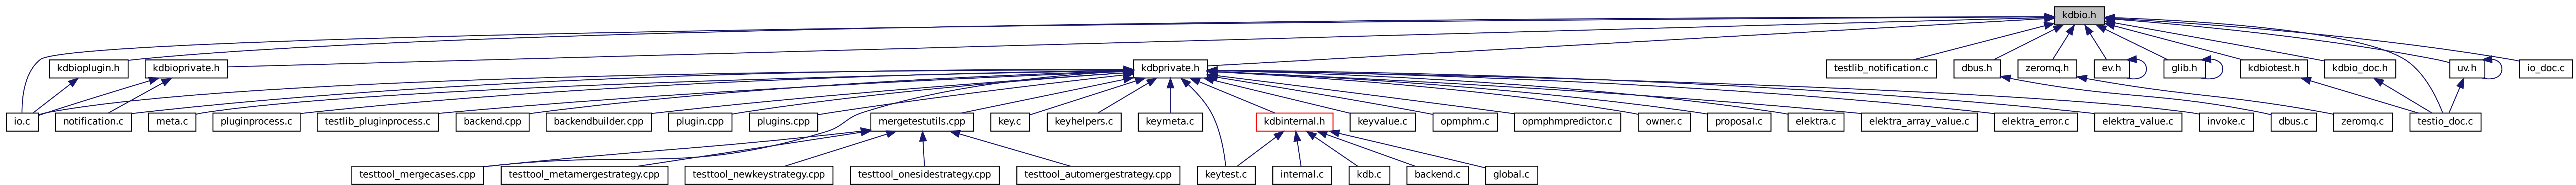 kdbio.h
kdbioplugin.h
kdbioprivate.h
kdbprivate.h
testlib_notification.c
dbus.h
zeromq.h
ev.h
glib.h
kdbiotest.h
kdbio_doc.h
uv.h
io_doc.c
io.c
notification.c
meta.c
pluginprocess.c
testlib_pluginprocess.c
backend.cpp
backendbuilder.cpp
plugin.cpp
plugins.cpp
mergetestutils.cpp
key.c
keyhelpers.c
keymeta.c
kdbinternal.h
keyvalue.c
opmphm.c
opmphmpredictor.c
owner.c
proposal.c
elektra.c
elektra_array_value.c
elektra_error.c
elektra_value.c
invoke.c
dbus.c
zeromq.c
testio_doc.c
testtool_mergecases.cpp
testtool_metamergestrategy.cpp
testtool_newkeystrategy.cpp
testtool_onesidestrategy.cpp
testtool_automergestrategy.cpp
keytest.c
internal.c
kdb.c
backend.c
global.c